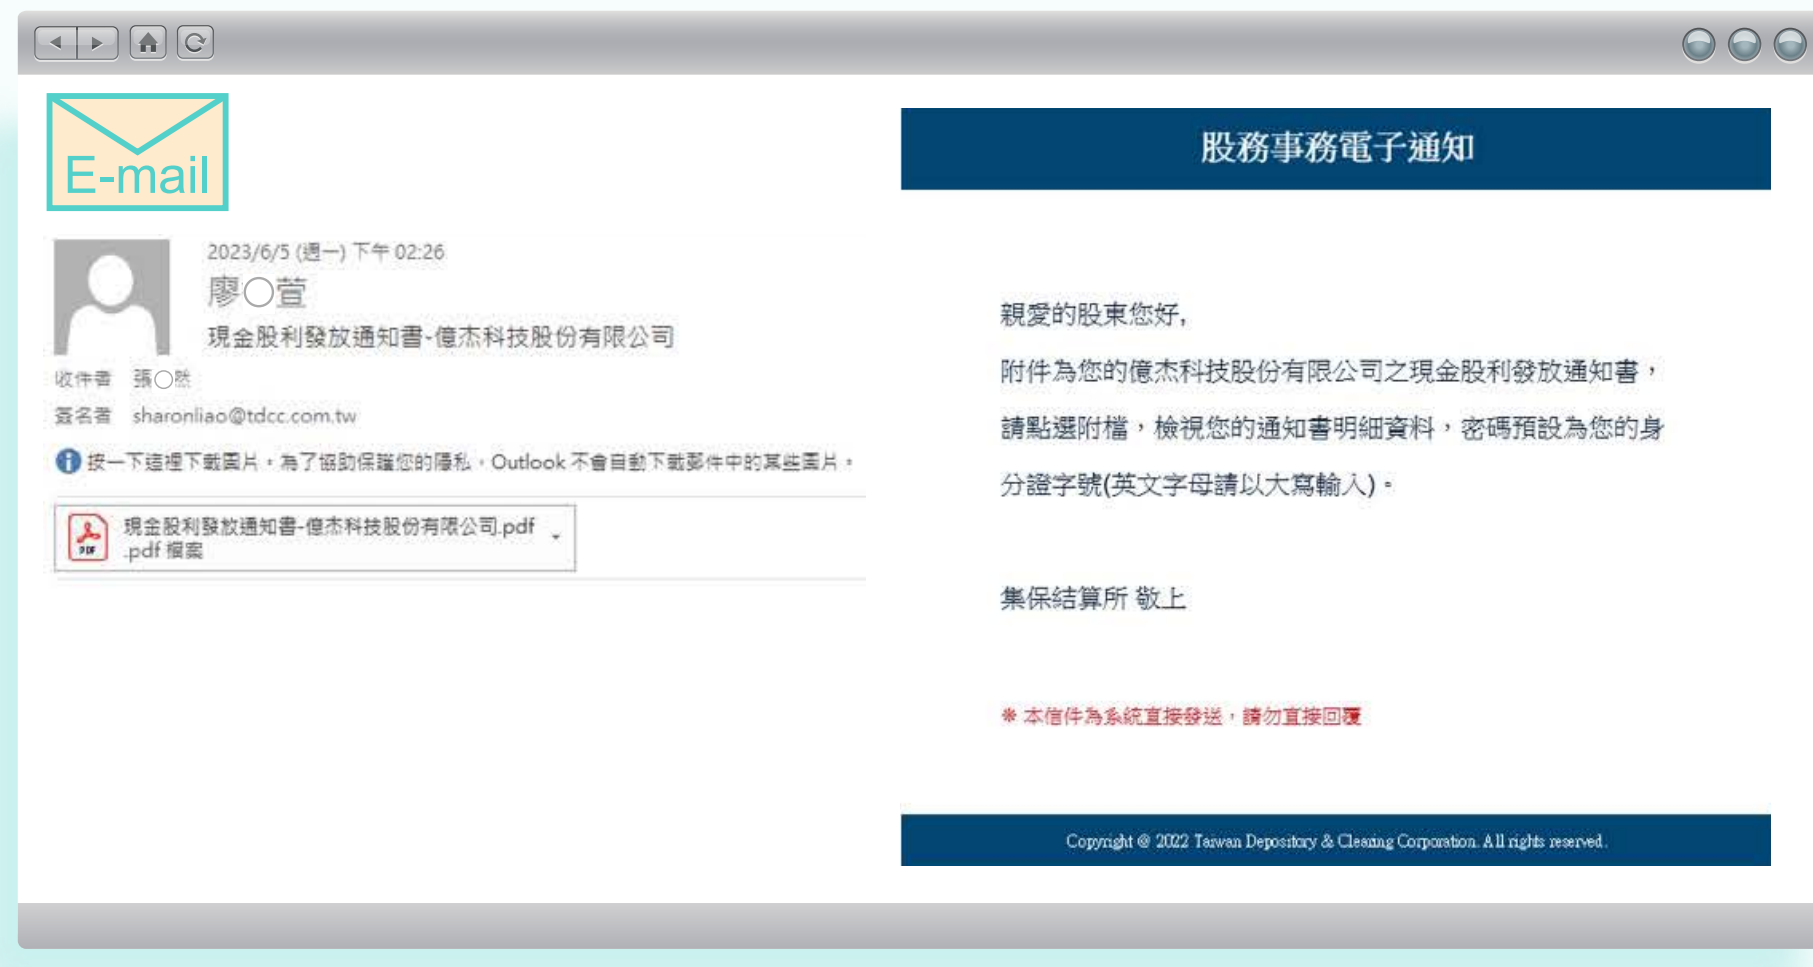 E-mail
2023/6/5 (週一) 下午 02:26
廖○萱
現金股利發放通知書-億杰科技股份有限公司
收件者 張○然
簽名者 sharonliao@tdcc.com.tw
按一下這裡下載圖片。為了協助保護您的隱私，Outlook 不會自動下載郵件中的某些圖片。
現金股利發放通知書-億杰科技股份有限公司.pdf
.pdf 檔案
股務事務電子通知
親愛的股東您好,
附件為您的億杰科技股份有限公司之現金股利發放通知書，
請點選附檔，檢視您的通知書明細資料，密碼預設為您的身
分證字號(英文字母請以大寫輸入)。
集保結算所 敬上
* 本信件為系統直接發送，請勿直接回覆
Copyright @ 2022 Taiwan Depository & Clearing Corporation. All rights reserved.